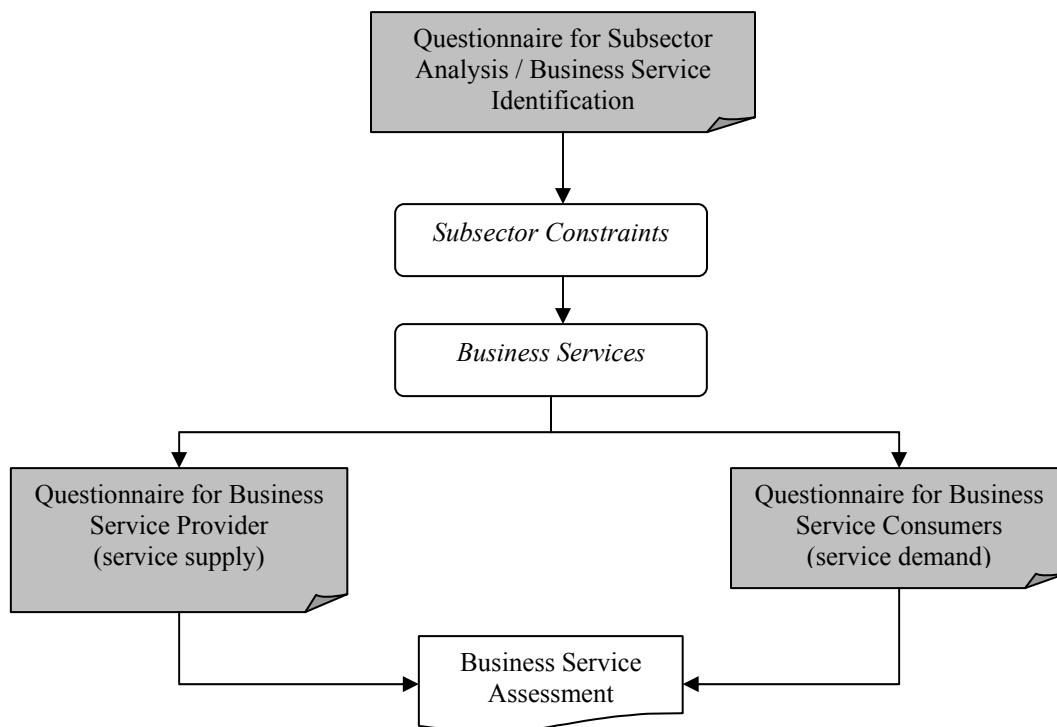 Questionnaire for Subsector
Analysis / Business Service
Identification
Subsector Constraints
Business Services
Questionnaire for Business
Service Provider
(service supply)
Questionnaire for Business
Service Consumers
(service demand)
Business Service
Assessment